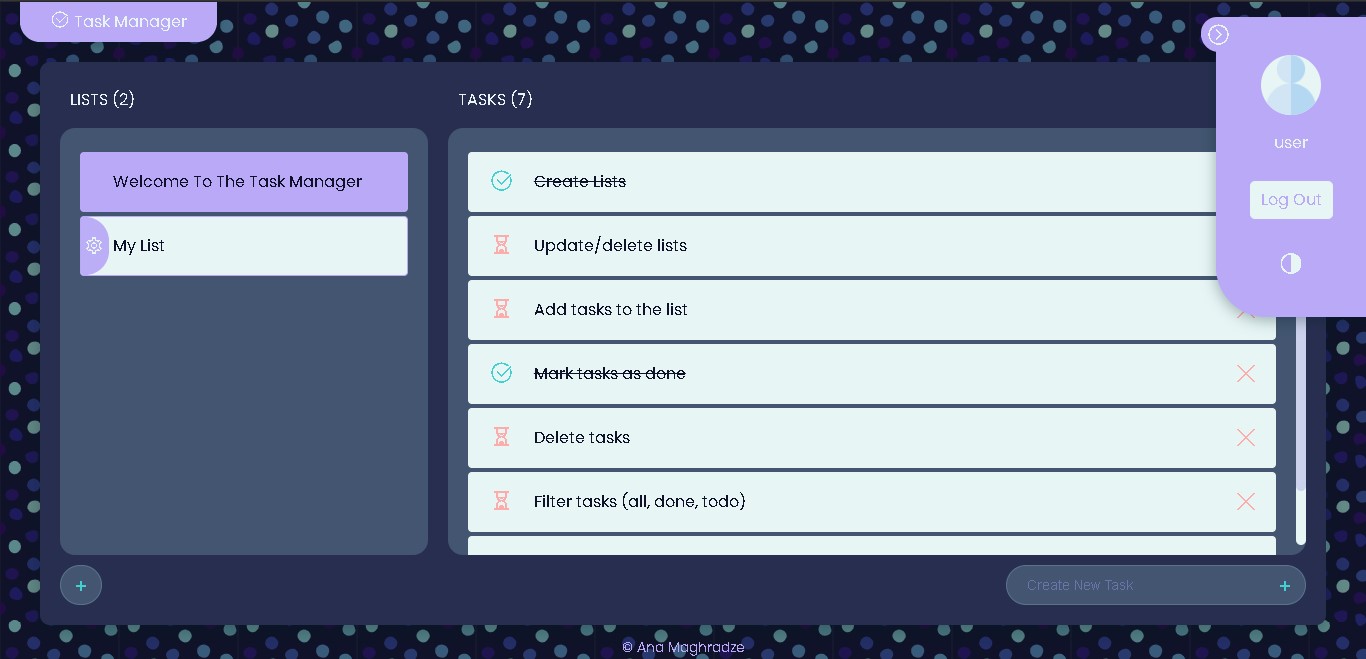 Task Manager
LISTS (2)
TASKS (7)
Welcome To The Task Manager
My List
Create Lists
Update/delete lists
Add tasks to the list
Mark tasks as done
Delete tasks
Filter tasks (all, done, todo)
user
Log Out
Create New Task
© Ana Maghradze